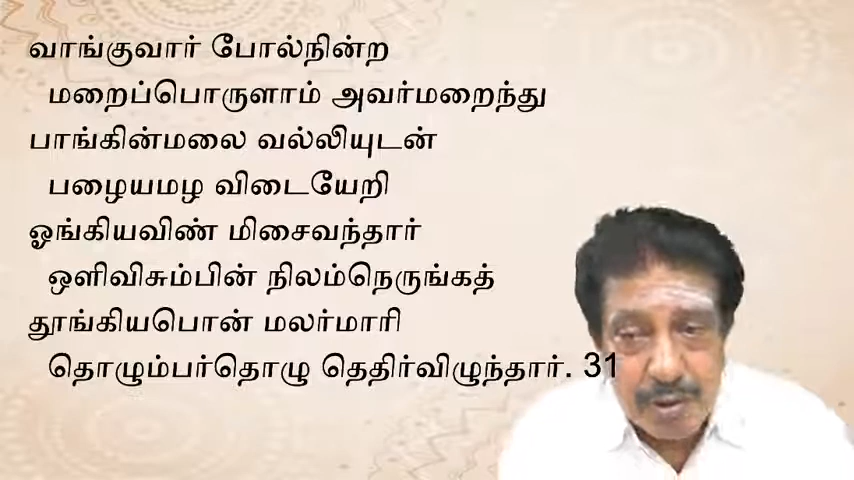 வாங்குவார் போல்நின்ற
மறைப்பொருளாம் அவர்மறைந்து
பாங்கின்மலை வல்லியுடன்
பழையமழ விடையேறி
ஓங்கியவிண் மிசைவந்தார்
ஒளிவிசும்பின் நிலம்நெருங்கத்
தூங்கியபொன் மலர்மாரி
தொழும்பர்தொழு தெதிர்விழுந்தார். 31